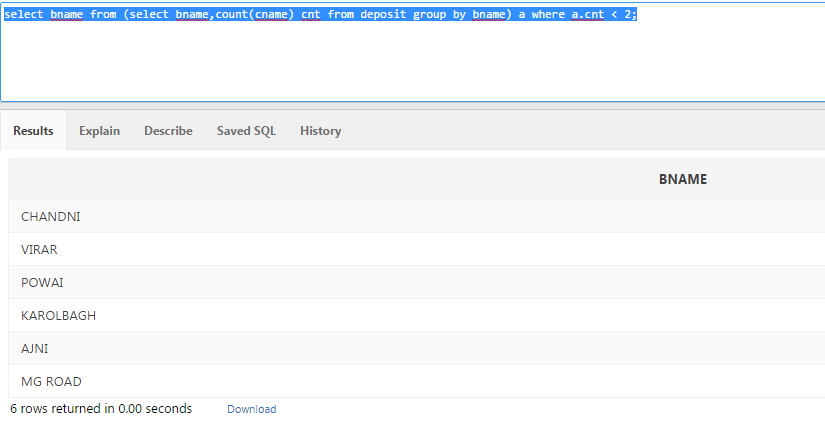 select bname from (select bname,count(cname) cnt from deposit group by bname) a where a.cnt < 2;
Results Explain Describe Saved SQL History
BNAME
CHANDNI
VIRAR
POWAI
KAROLBAGH
AJNI
MG ROAD
6 rows returned in 0.00 seconds Download